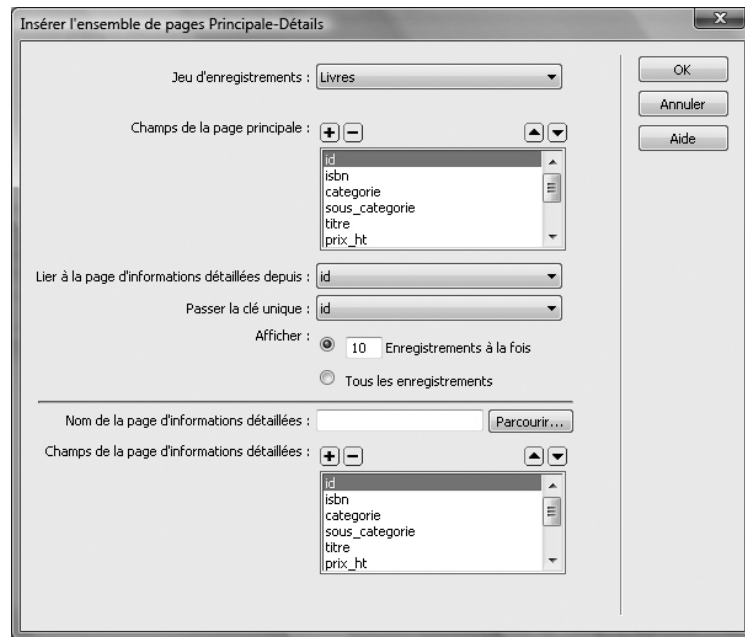 Insérer l'ensemble de pages Principale-Détails
X
Jeu d'enregistrements : Livres
OK
Annuler
Aide
Champs de la page principale :
id
isbn
categorie
sous_categorie
titre
prix_ht
Lier à la page d'informations détaillées depuis : id
Passer la clé unique : id
Afficher : 10 Enregistrements à la fois
Tous les enregistrements
Nom de la page d'informations détaillées : Parcourir...
Champs de la page d'informations détaillées :
id
isbn
categorie
sous_categorie
titre
prix_ht